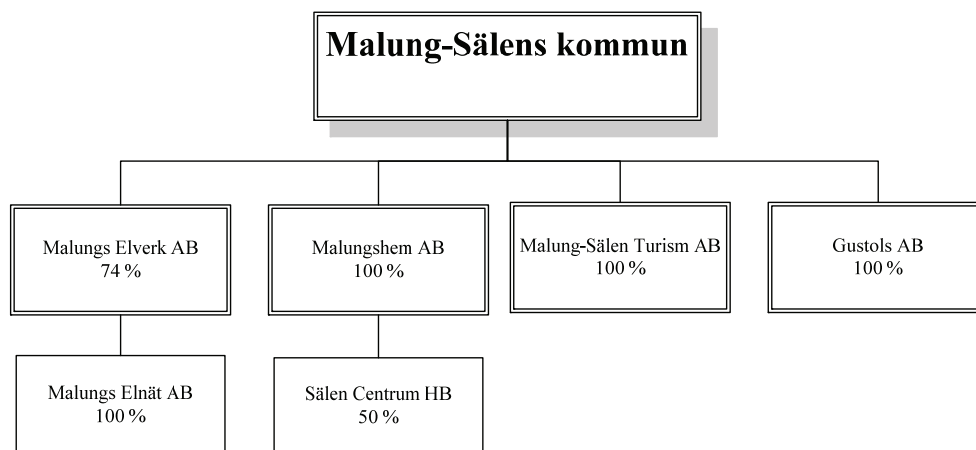 Malung-Sälens kommun
Malungs Elverk AB
74 %
Malungshem AB
100 %
Malung-Sälen Turism AB
100 %
Gustols AB
100 %
Malungs Elnät AB
100 %
Sälen Centrum HB
50 %